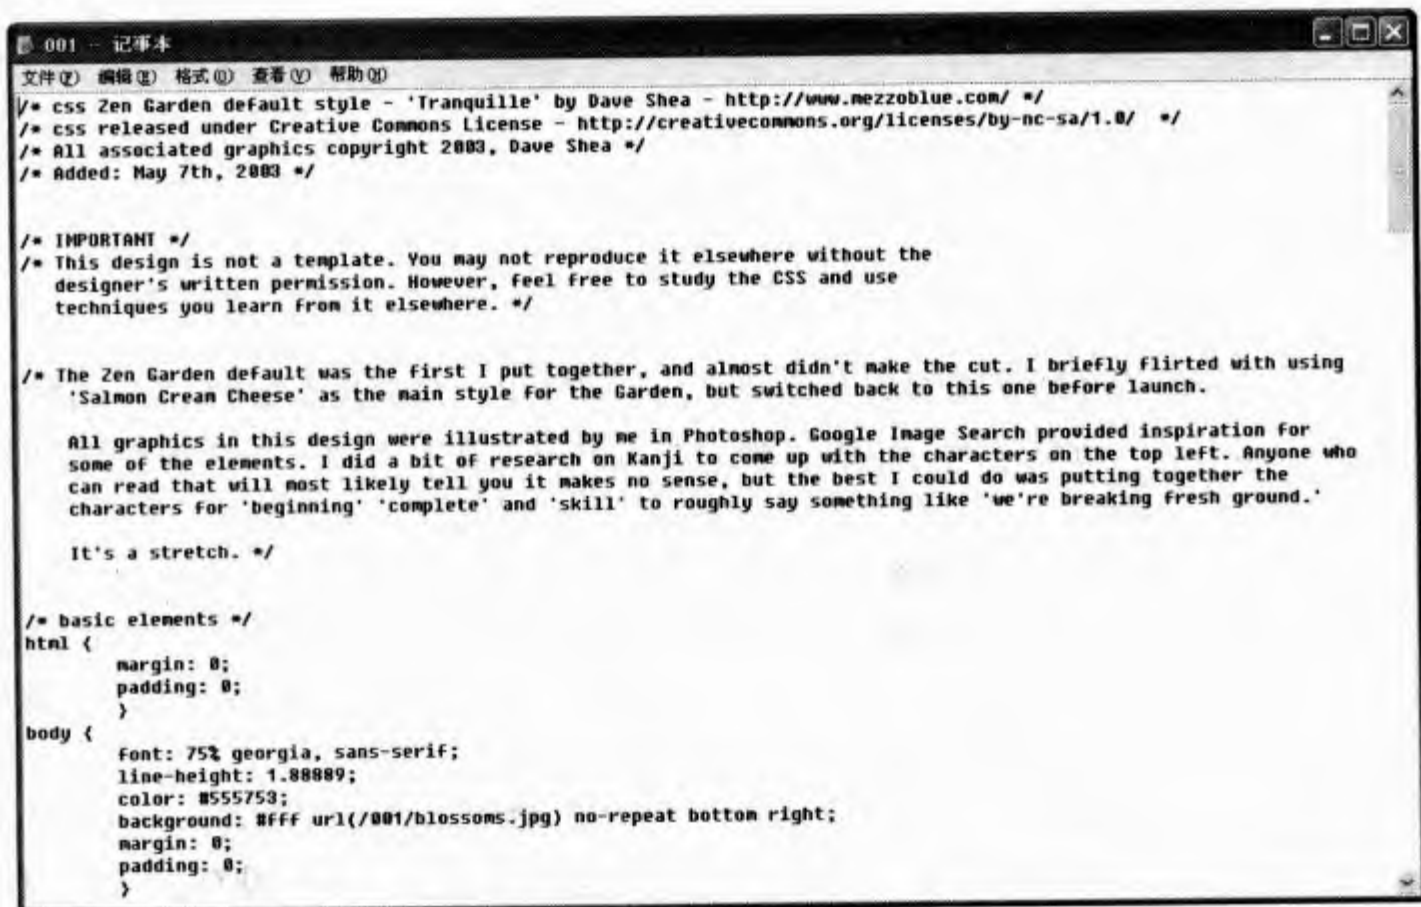 001 - 记事本
文件(F) 编辑(E) 格式(O) 查看(V) 帮助(H)
/* css Zen Garden default style - 'Tranquille' by Dave Shea - http://www.mezzoblue.com/ */
/* css released under Creative Commons License - http://creativecommons.org/licenses/by-nc-sa/1.0/  */
/* All associated graphics copyright 2003, Dave Shea */
/* Added: May 7th, 2003 */
/* IMPORTANT */
/* This design is not a template. You may not reproduce it elsewhere without the
designer's written permission. However, feel free to study the CSS and use
techniques you learn from it elsewhere. */
/* The Zen Garden default was the first I put together, and almost didn't make the cut. I briefly flirted with using
'Salmon Cream Cheese' as the main style for the Garden, but switched back to this one before launch.
All graphics in this design were illustrated by me in Photoshop. Google Image Search provided inspiration for
some of the elements. I did a bit of research on Kanji to come up with the characters on the top left. Anyone who
can read that will most likely tell you it makes no sense, but the best I could do was putting together the
characters for 'beginning' 'complete' and 'skill' to roughly say something like 'we're breaking fresh ground.'
It's a stretch. */
/* basic elements */
html {
margin: 0;
padding: 0;
}
body {
font: 75% georgia, sans-serif;
line-height: 1.88889;
color: #555753;
background: #fff url(/001/blossoms.jpg) no-repeat bottom right;
margin: 0;
padding: 0;
}